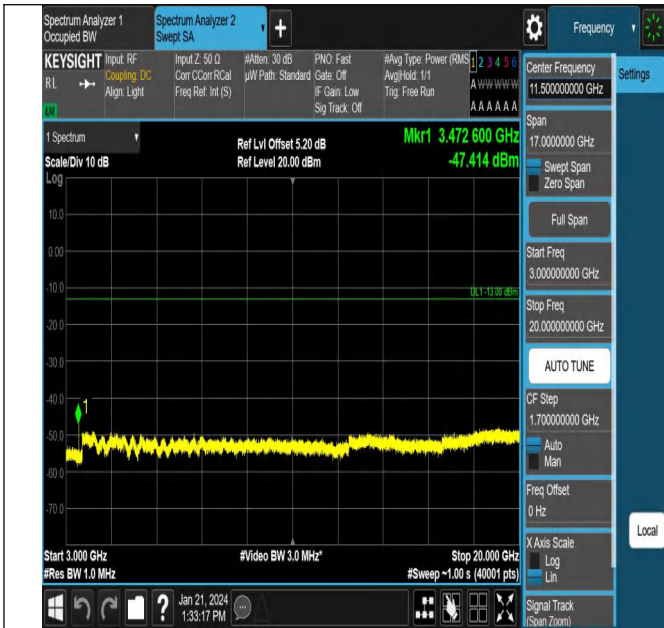 Spectrum Analyzer 1
Occupied BW
Spectrum Analyzer 2
Swept SA
+
Frequency
KEYSIGHT
RL
LXI
Input: RF
Coupling: DC
Align: Light
Input Z: 50 Ω
Corr CCorr RCal
Freq Ref: Int (S)
#Atten: 30 dB
µW Path: Standard
PNO: Fast
Gate: Off
IF Gain: Low
Sig Track: Off
#Avg Type: Power (RMS
Avg|Hold: 1/1
Trig: Free Run
1 2 3 4 5 6
A W W W W W
A A A A A A
1 Spectrum
Scale/Div 10 dB
Log
Ref Lvl Offset 5.20 dB
Ref Level 20.00 dBm
Mkr1 3.472 600 GHz
-47.414 dBm
10.0
0.00
-10.0
DL1 -13.00 dBm
-20.0
-30.0
-40.0
1
-50.0
-60.0
-70.0
Start 3.000 GHz
#Video BW 3.0 MHz*
Stop 20.000 GHz
#Res BW 1.0 MHz
#Sweep ~1.00 s (40001 pts)
Jan 21, 2024
1:33:17 PM
Center Frequency
11.50000000 GHz
Settings
Span
17.0000000 GHz
Swept Span
Zero Span
Full Span
Start Freq
3.000000000 GHz
Stop Freq
20.000000000 GHz
AUTO TUNE
CF Step
1.700000000 GHz
Auto
Man
Freq Offset
0 Hz
X Axis Scale
Log
Lin
Local
Signal Track
(Span Zoom)